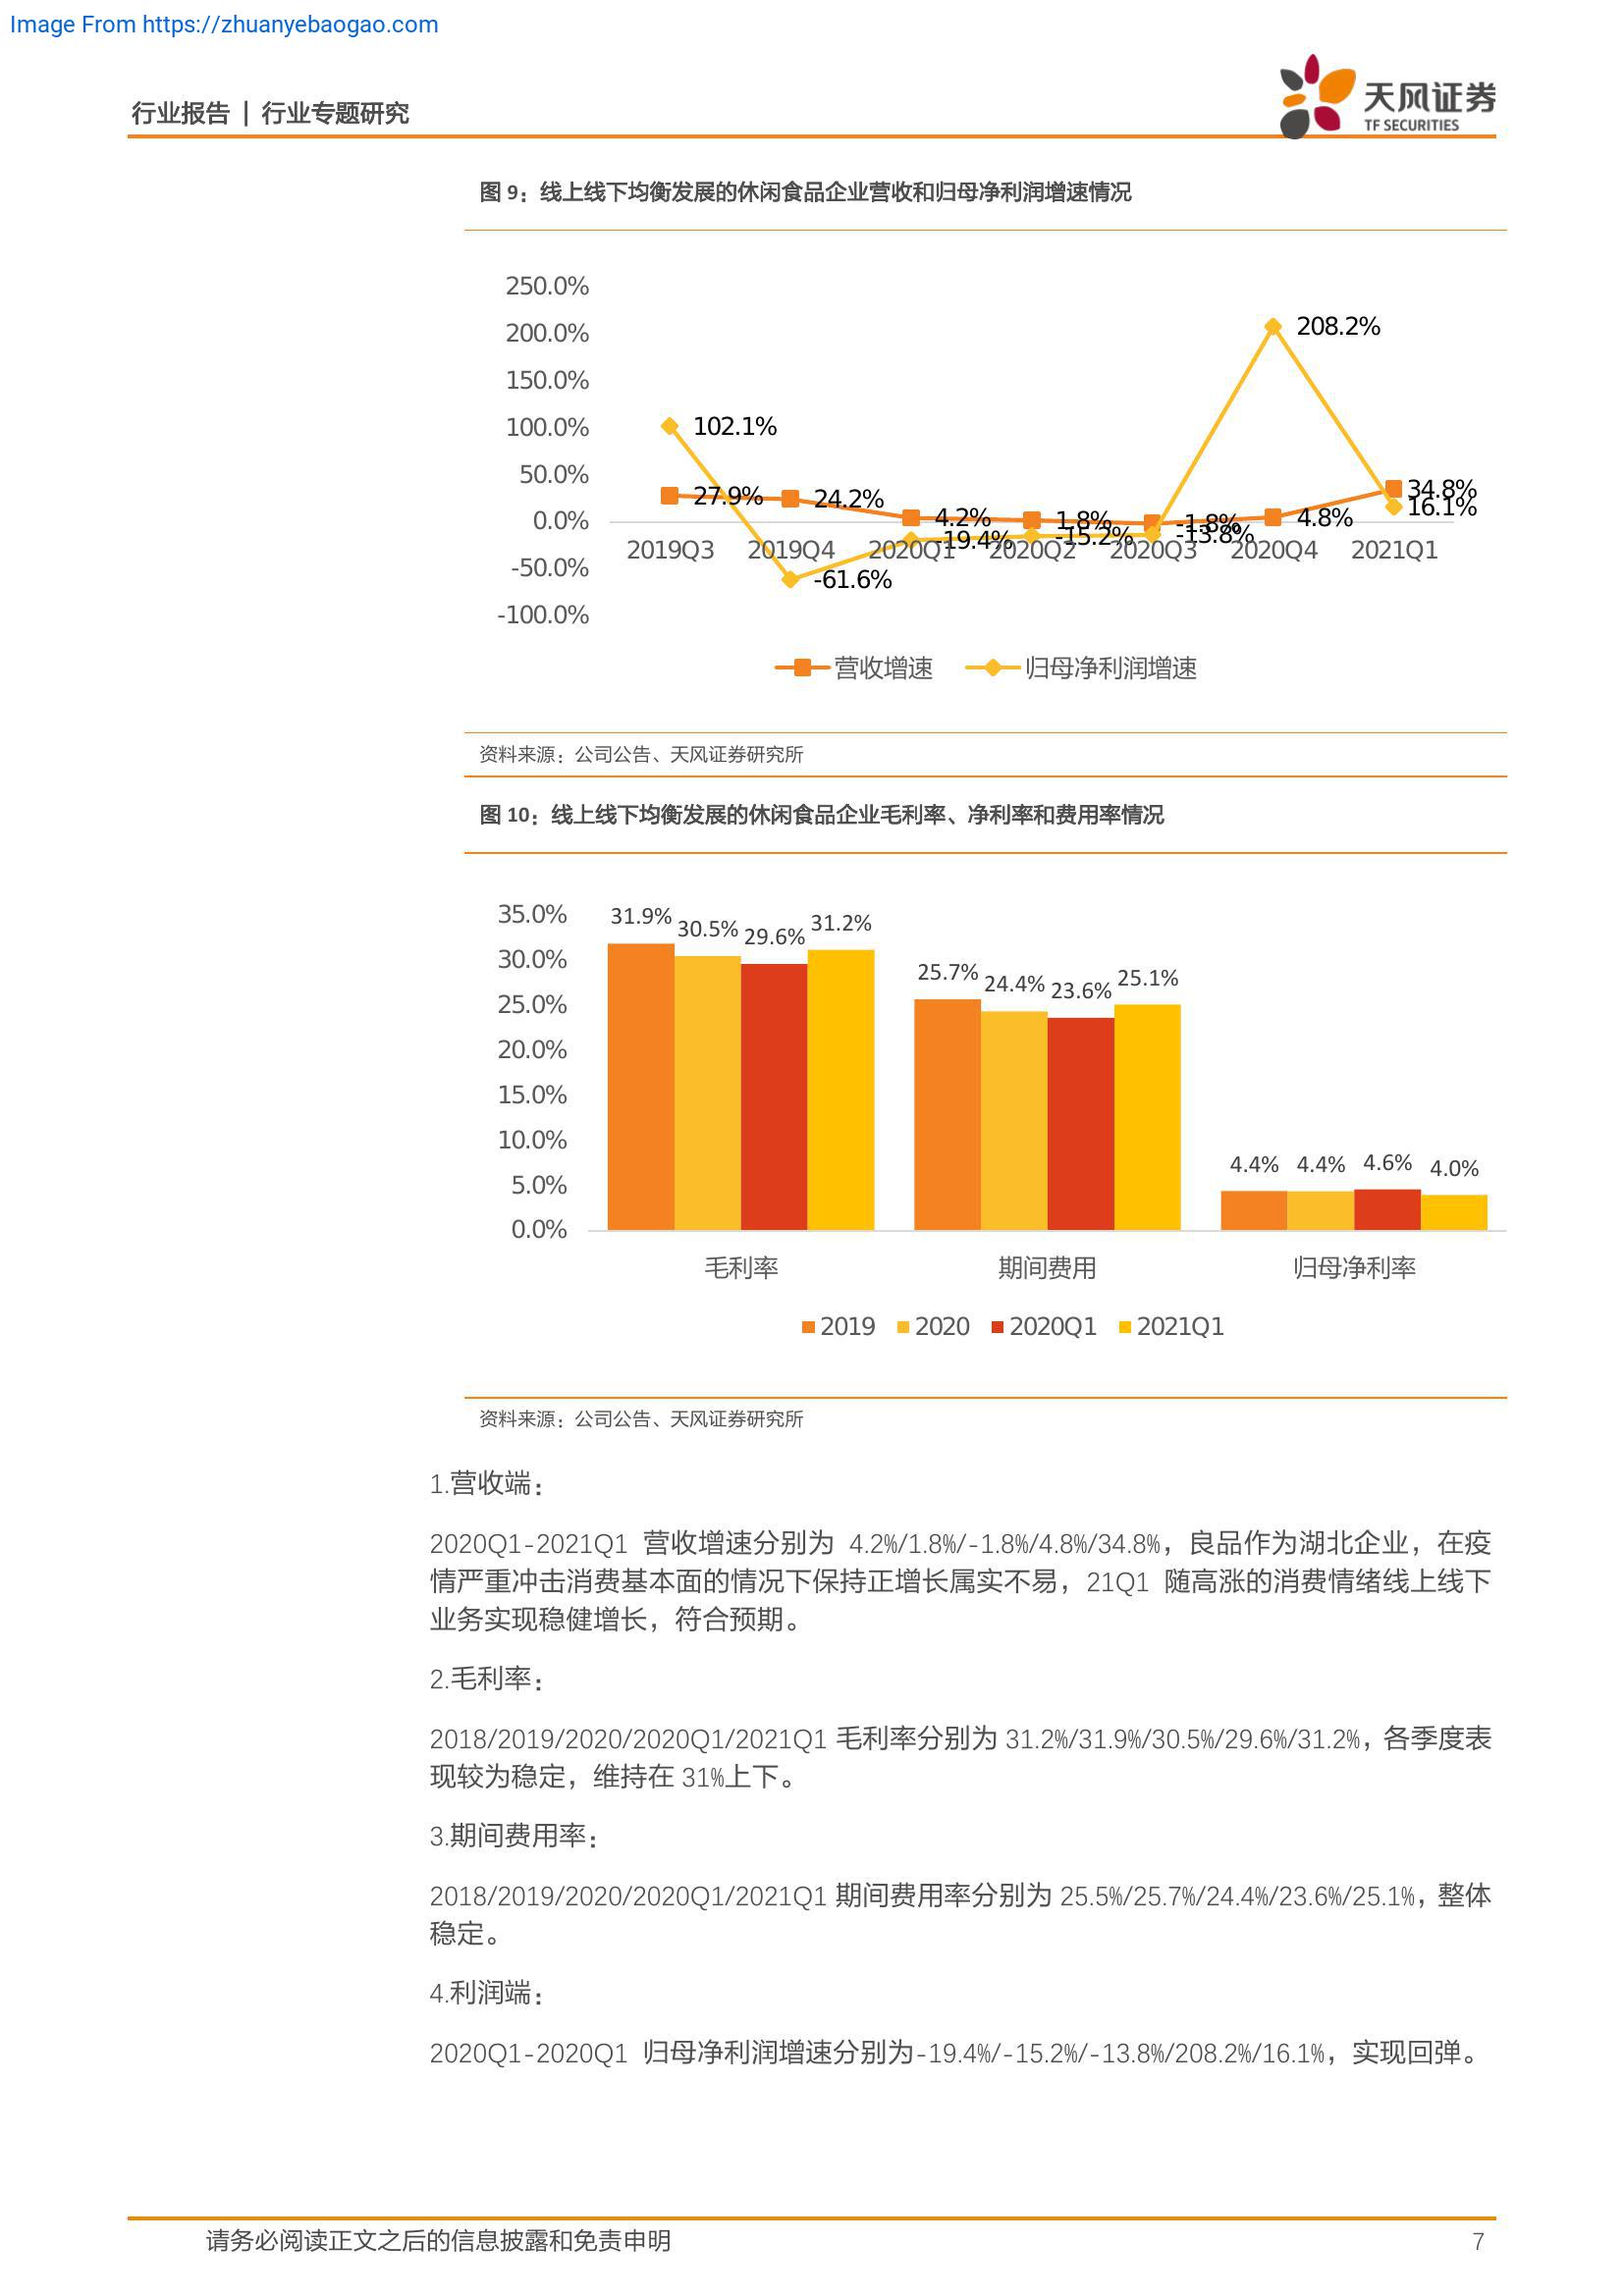 Image From https://zhuanyebaogao.com
行业报告 | 行业专题研究
天风证券
TF SECURITIES
图 9：线上线下均衡发展的休闲食品企业营收和归母净利润增速情况
250.0%
200.0%
150.0%
100.0%
50.0%
0.0%
-50.0%
-100.0%
208.2%
102.1%
27.9%
24.2%
4.2%
1.8%
-1.8%
4.8%
34.8%
16.1%
-19.4%
-15.2%
-13.8%
-61.6%
2019Q3 2019Q4 2020Q1 2020Q2 2020Q3 2020Q4 2021Q1
营收增速 归母净利润增速
资料来源：公司公告、天风证券研究所
图 10：线上线下均衡发展的休闲食品企业毛利率、净利率和费用率情况
35.0%
30.0%
25.0%
20.0%
15.0%
10.0%
5.0%
0.0%
31.9% 30.5% 29.6% 31.2%
25.7% 24.4% 23.6% 25.1%
4.4% 4.4% 4.6% 4.0%
毛利率 期间费用 归母净利率
2019 2020 2020Q1 2021Q1
资料来源：公司公告、天风证券研究所
1.营收端：
2020Q1-2021Q1 营收增速分别为 4.2%/1.8%/-1.8%/4.8%/34.8%，良品作为湖北企业，在疫
情严重冲击消费基本面的情况下保持正增长属实不易，21Q1 随高涨的消费情绪线上线下
业务实现稳健增长，符合预期。
2.毛利率：
2018/2019/2020/2020Q1/2021Q1 毛利率分别为 31.2%/31.9%/30.5%/29.6%/31.2%，各季度表
现较为稳定，维持在 31%上下。
3.期间费用率：
2018/2019/2020/2020Q1/2021Q1 期间费用率分别为 25.5%/25.7%/24.4%/23.6%/25.1%，整体
稳定。
4.利润端：
2020Q1-2020Q1 归母净利润增速分别为-19.4%/-15.2%/-13.8%/208.2%/16.1%，实现回弹。
请务必阅读正文之后的信息披露和免责申明
7